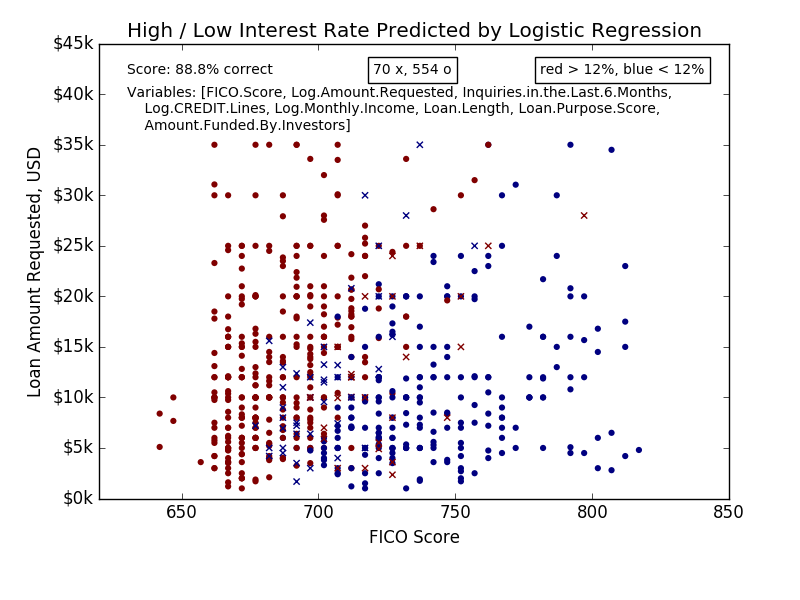 High / Low Interest Rate Predicted by Logistic Regression
Score: 88.8% correct
70 x, 554 o
red > 12%, blue < 12%
Variables: [FICO.Score, Log.Amount.Requested, Inquiries.in.the.Last.6.Months,
Log.CREDIT.Lines, Log.Monthly.Income, Loan.Length, Loan.Purpose.Score,
Amount.Funded.By.Investors]
Loan Amount Requested, USD
$45k
$40k
$35k
$30k
$25k
$20k
$15k
$10k
$5k
$0k
650
700
750
800
850
FICO Score